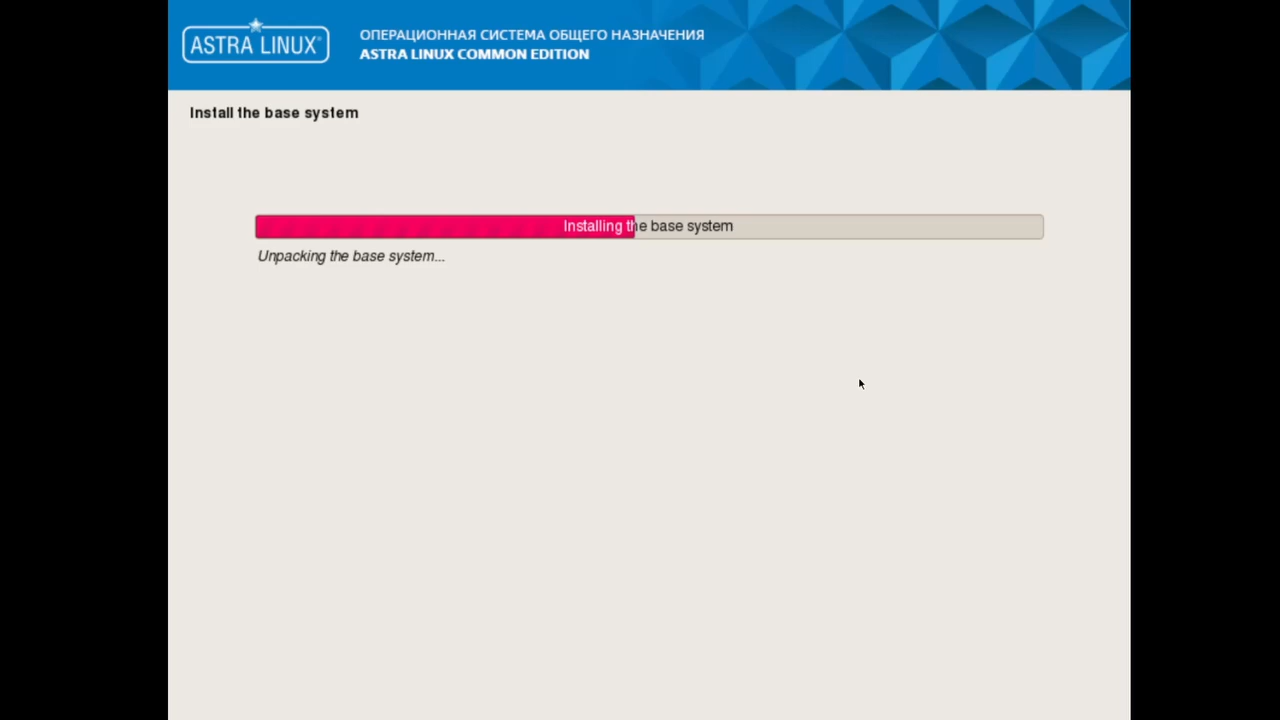 ASTRA LINUX®
ОПЕРАЦИОННАЯ СИСТЕМА ОБЩЕГО НАЗНАЧЕНИЯ
ASTRA LINUX COMMON EDITION
Install the base system
Installing the base system
Unpacking the base system...